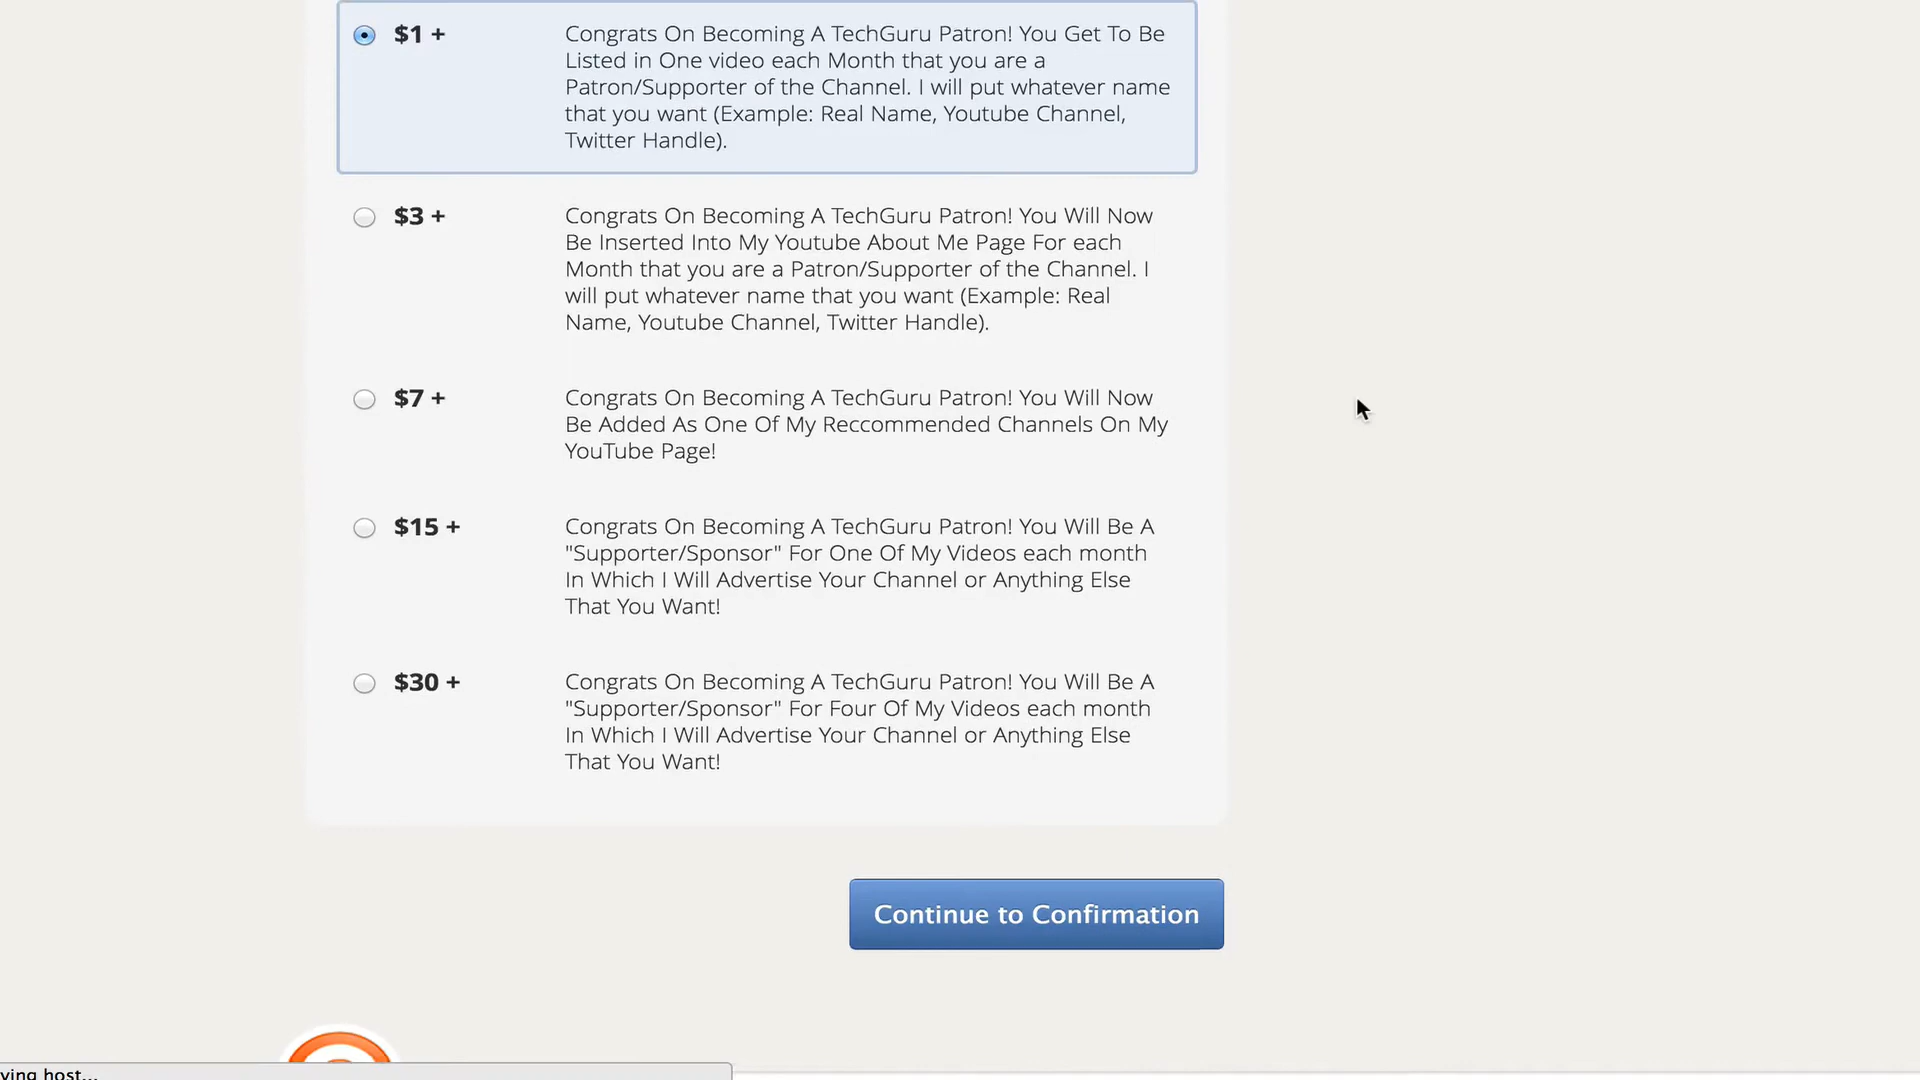 $1 +
Congrats On Becoming A TechGuru Patron! You Get To Be
Listed in One video each Month that you are a
Patron/Supporter of the Channel. I will put whatever name
that you want (Example: Real Name, Youtube Channel,
Twitter Handle).
$3 +
Congrats On Becoming A TechGuru Patron! You Will Now
Be Inserted Into My Youtube About Me Page For each
Month that you are a Patron/Supporter of the Channel. I
will put whatever name that you want (Example: Real
Name, Youtube Channel, Twitter Handle).
$7 +
Congrats On Becoming A TechGuru Patron! You Will Now
Be Added As One Of My Reccommended Channels On My
YouTube Page!
$15 +
Congrats On Becoming A TechGuru Patron! You Will Be A
"Supporter/Sponsor" For One Of My Videos each month
In Which I Will Advertise Your Channel or Anything Else
That You Want!
$30 +
Congrats On Becoming A TechGuru Patron! You Will Be A
"Supporter/Sponsor" For Four Of My Videos each month
In Which I Will Advertise Your Channel or Anything Else
That You Want!
Continue to Confirmation
ving host...